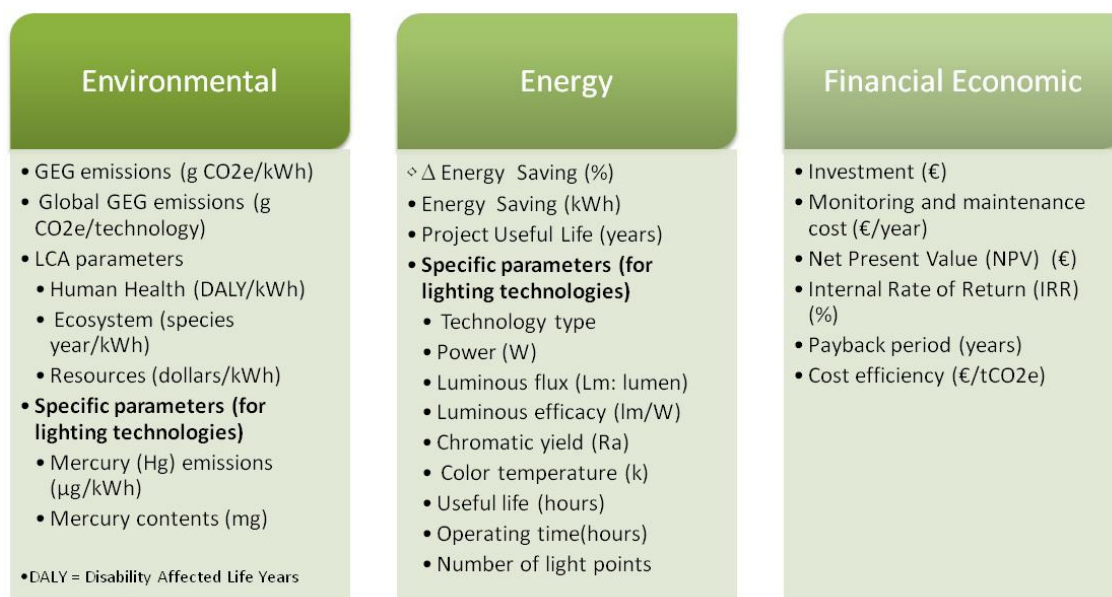 Environmental
• GEG emissions (g CO2e/kWh)
• Global GEG emissions (g
CO2e/technology)
• LCA parameters
• Human Health (DALY/kWh)
• Ecosystem (species
year/kWh)
• Resources (dollars/kWh)
• Specific parameters (for
lighting technologies)
• Mercury (Hg) emissions
(µg/kWh)
• Mercury contents (mg)
•DALY = Disability Affected Life Years
Energy
⬦ Δ Energy Saving (%)
• Energy Saving (kWh)
• Project Useful Life (years)
• Specific parameters (for
lighting technologies)
• Technology type
• Power (W)
• Luminous flux (Lm: lumen)
• Luminous efficacy (lm/W)
• Chromatic yield (Ra)
• Color temperature (k)
• Useful life (hours)
• Operating time(hours)
• Number of light points
Financial Economic
• Investment (€)
• Monitoring and maintenance
cost (€/year)
• Net Present Value (NPV) (€)
• Internal Rate of Return (IRR)
(%)
• Payback period (years)
• Cost efficiency (€/tCO2e)